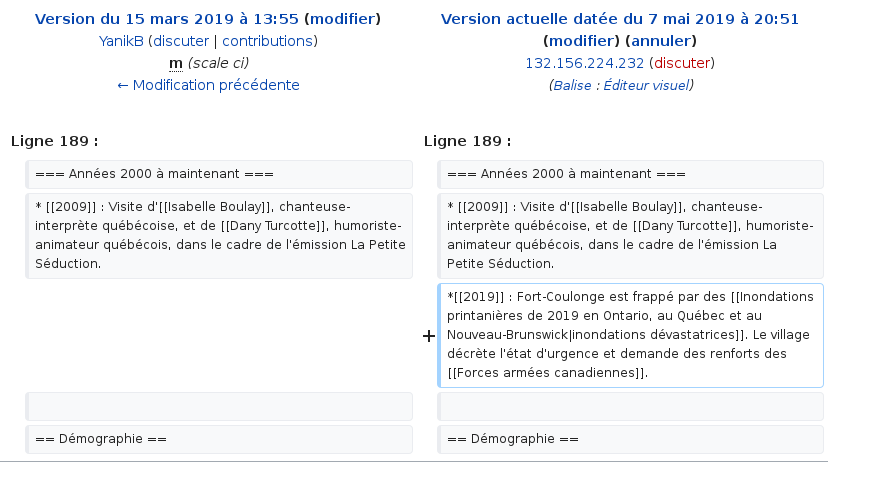 Version du 15 mars 2019 à 13:55 (modifier)
YanikB (discuter | contributions)
m (scale ci)
← Modification précédente
Version actuelle datée du 7 mai 2019 à 20:51
(modifier) (annuler)
132.156.224.232 (discuter)
(Balise : Éditeur visuel)
Ligne 189 :
Ligne 189 :
=== Années 2000 à maintenant ===
=== Années 2000 à maintenant ===
* [[2009]] : Visite d'[[Isabelle Boulay]], chanteuse-
interprète québécoise, et de [[Dany Turcotte]], humoriste-
animateur québécois, dans le cadre de l'émission La Petite
Séduction.
* [[2009]] : Visite d'[[Isabelle Boulay]], chanteuse-
interprète québécoise, et de [[Dany Turcotte]], humoriste-
animateur québécois, dans le cadre de l'émission La
Petite Séduction.
+
*[[2019]] : Fort-Coulonge est frappé par des [[Inondations
printanières de 2019 en Ontario, au Québec et au
Nouveau-Brunswick|inondations dévastatrices]]. Le village
décrète l'état d'urgence et demande des renforts des
[[Forces armées canadiennes]].
== Démographie ==
== Démographie ==